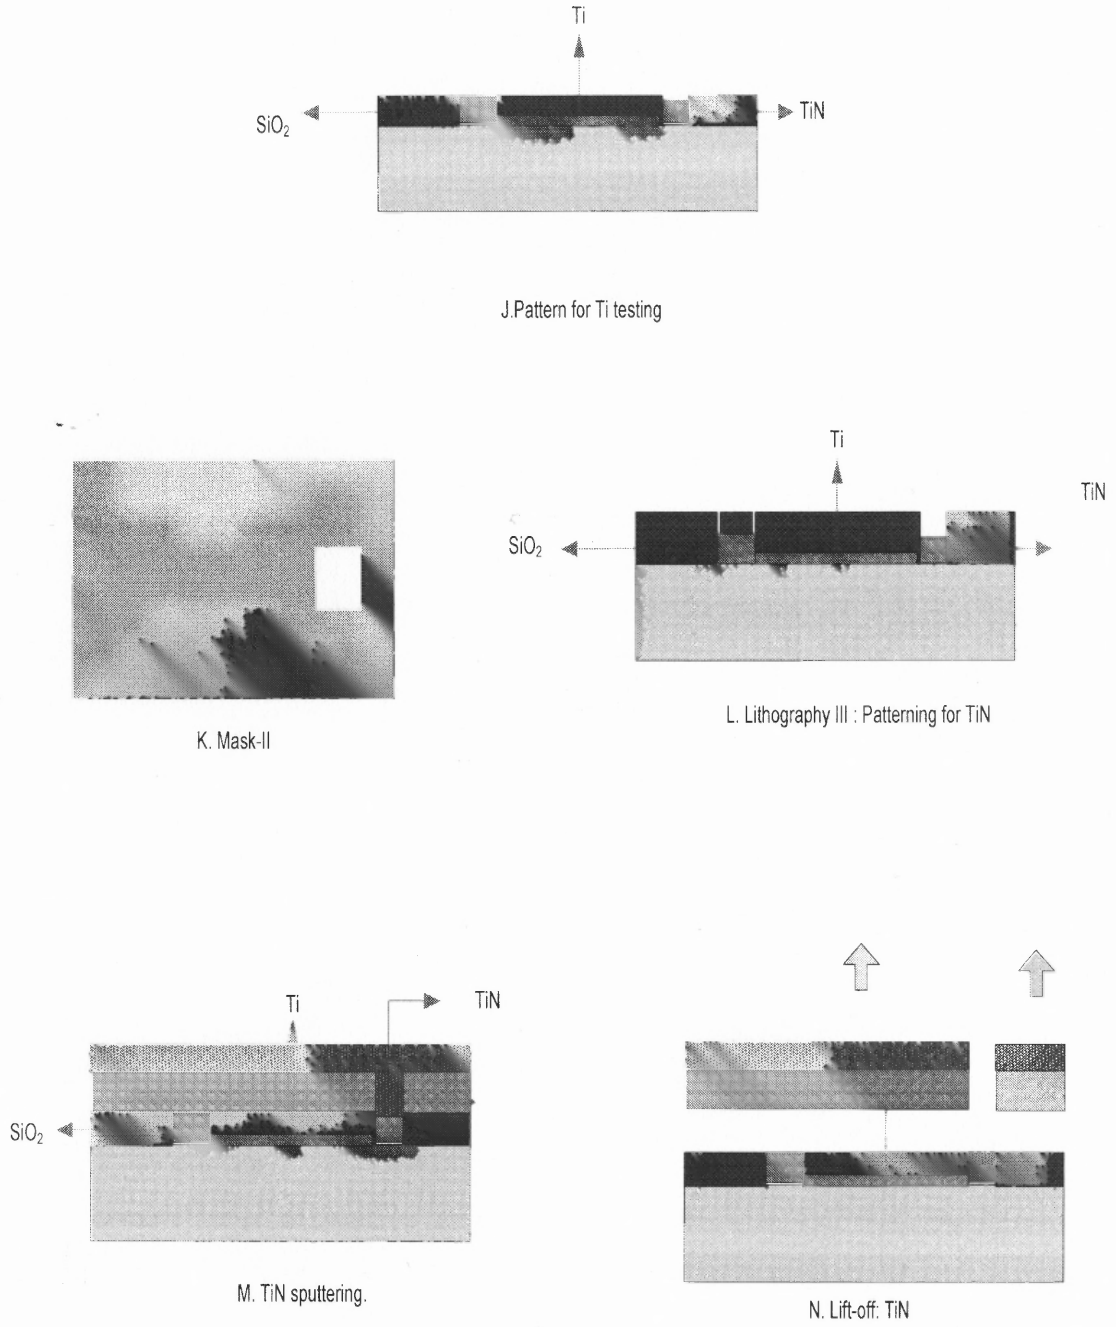 Ti
SiO₂
TiN
J.Pattern for Ti testing
Ti
TiN
SiO₂
L. Lithography III : Patterning for TiN
K. Mask-II
Ti
TiN
SiO₂
M. TiN sputtering.
N. Lift-off: TiN